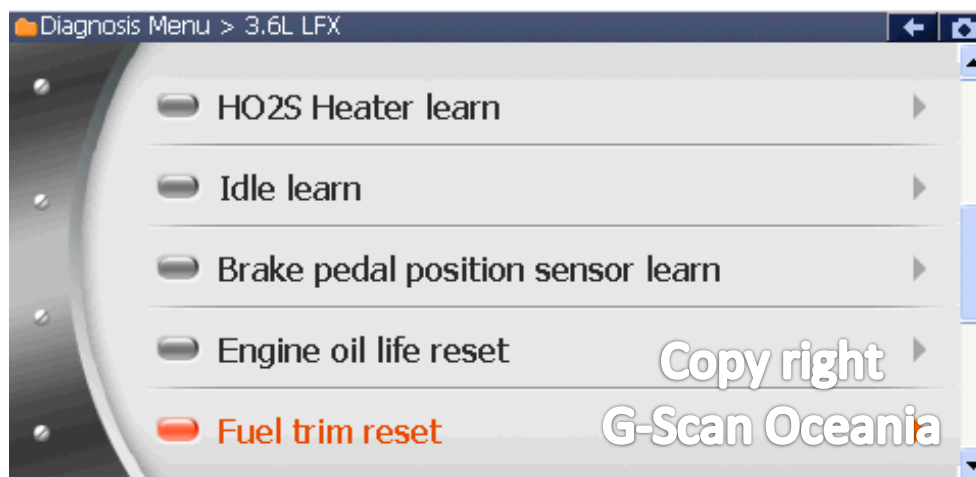 Diagnosis Menu > 3.6L LFX
HO2S Heater learn
Idle learn
Brake pedal position sensor learn
Engine oil life reset
Copy right
Fuel trim reset
G-Scan Oceania